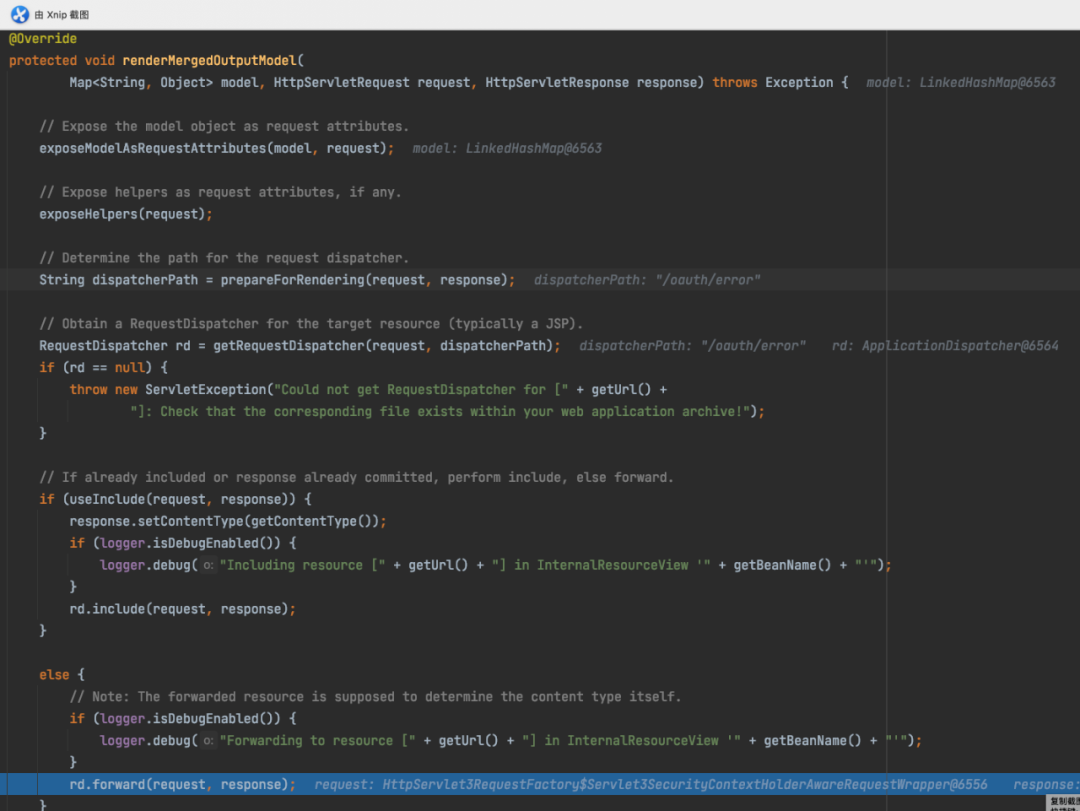 由 Xnip 截图
@Override
protected void renderMergedOutputModel(
Map<String, Object> model, HttpServletRequest request, HttpServletResponse response) throws Exception { model: LinkedHashMap@6563
// Expose the model object as request attributes.
exposeModelAsRequestAttributes(model, request); model: LinkedHashMap@6563
// Expose helpers as request attributes, if any.
exposeHelpers(request);
// Determine the path for the request dispatcher.
String dispatcherPath = prepareForRendering(request, response); dispatcherPath: "/oauth/error"
// Obtain a RequestDispatcher for the target resource (typically a JSP).
RequestDispatcher rd = getRequestDispatcher(request, dispatcherPath); dispatcherPath: "/oauth/error" rd: ApplicationDispatcher@6564
if (rd == null) {
throw new ServletException("Could not get RequestDispatcher for [" + getUrl() +
"]: Check that the corresponding file exists within your web application archive!");
}
// If already included or response already committed, perform include, else forward.
if (useInclude(request, response)) {
response.setContentType(getContentType());
if (logger.isDebugEnabled()) {
logger.debug( o: "Including resource [" + getUrl() + "] in InternalResourceView '" + getBeanName() + "'");
}
rd.include(request, response);
}
else {
// Note: The forwarded resource is supposed to determine the content type itself.
if (logger.isDebugEnabled()) {
logger.debug( o: "Forwarding to resource [" + getUrl() + "] in InternalResourceView '" + getBeanName() + "'");
}
rd.forward(request, response); request: HttpServlet3RequestFactory$Servlet3SecurityContextHolderAwareRequestWrapper@6556 response:
}